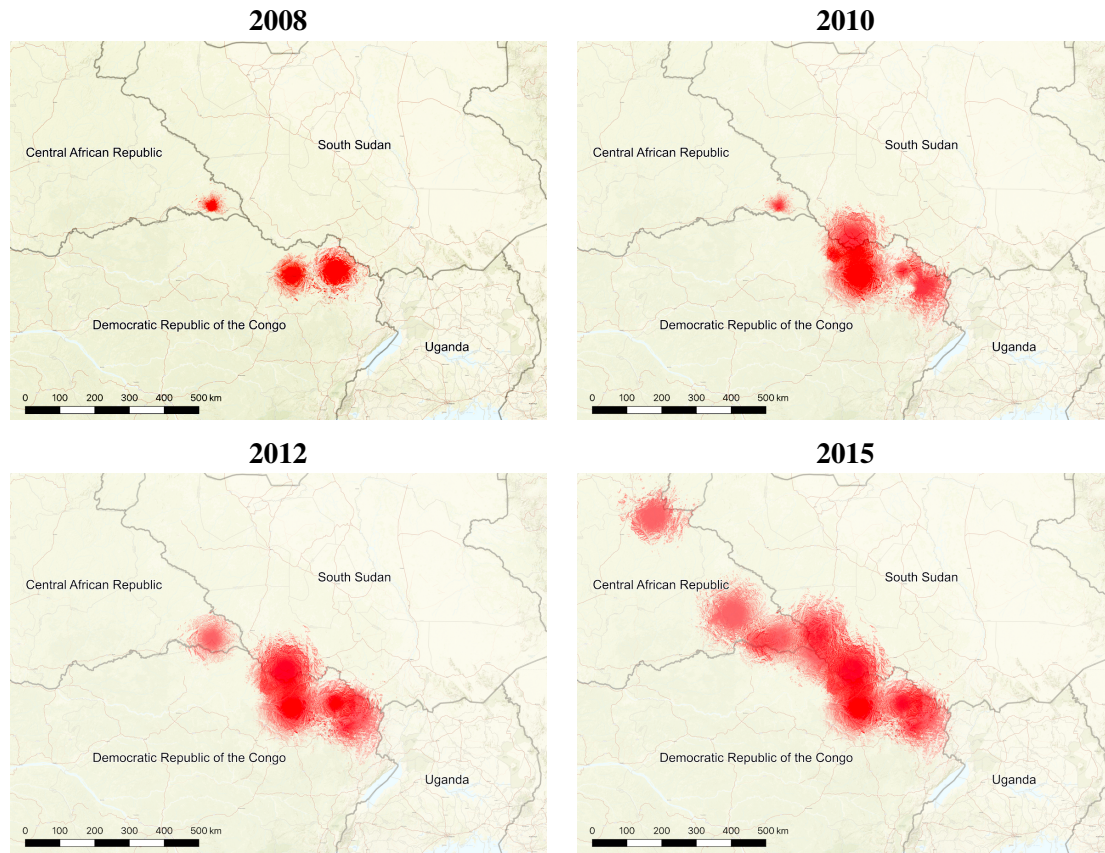 2008
2010
Central African Republic
South Sudan
Democratic Republic of the Congo
Uganda
0 100 200 300 400 500 km
Central African Republic
South Sudan
Democratic Republic of the Congo
Uganda
0 100 200 300 400 500 km
2012
2015
Central African Republic
South Sudan
Democratic Republic of the Congo
Uganda
0 100 200 300 400 500 km
Central African Republic
South Sudan
Democratic Republic of the Congo
Uganda
0 100 200 300 400 500 km